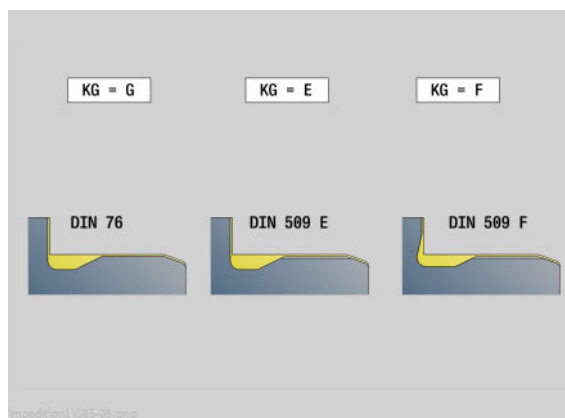 KG = G
KG = E
KG = F
DIN 76
DIN 509 E
DIN 509 F